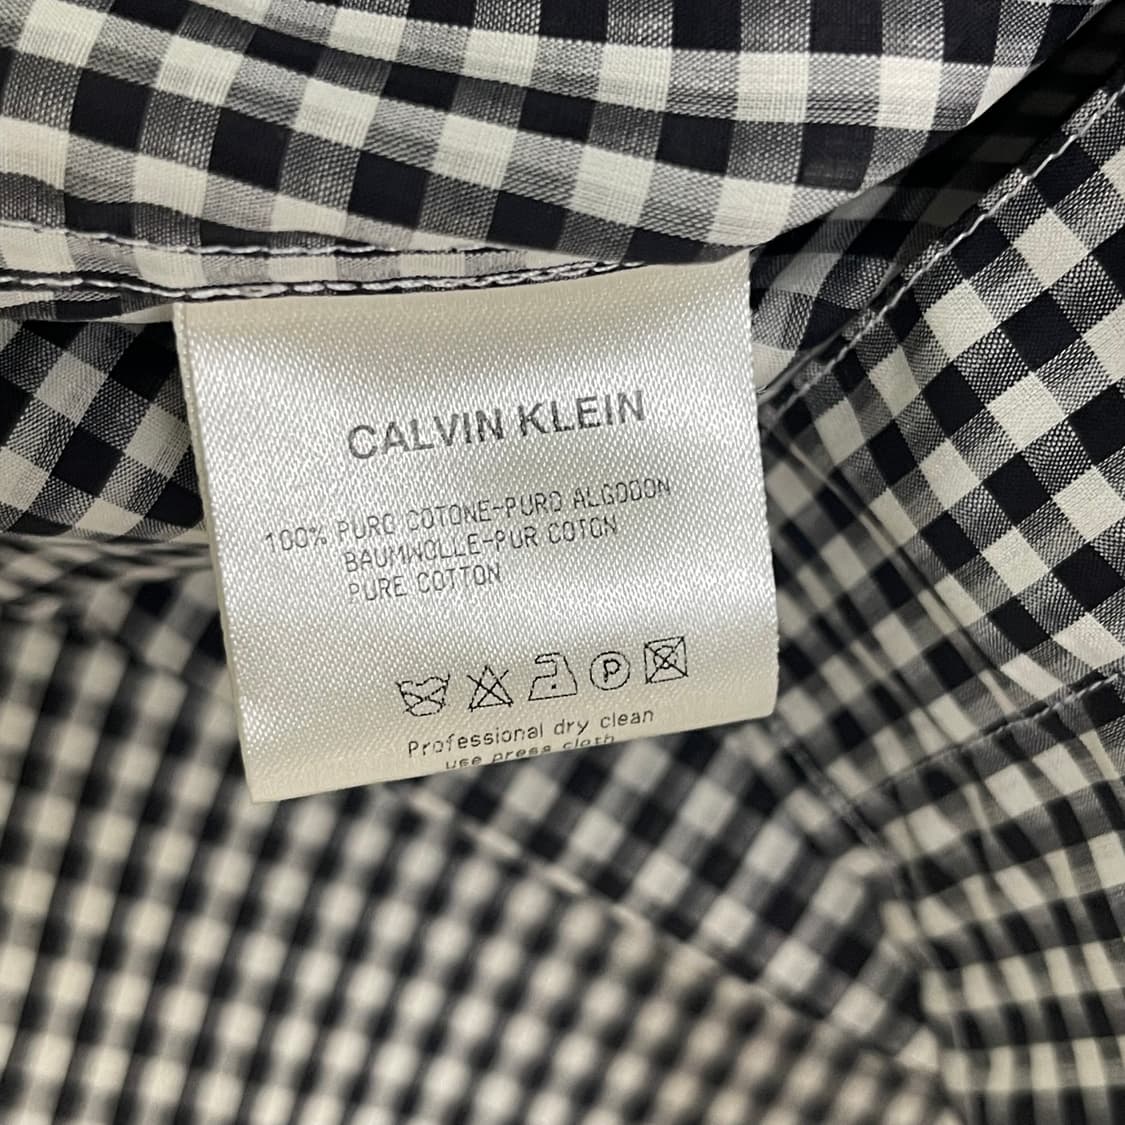 CALVIN KLEIN
100% PURO COTONE-PURO ALGODON
BAUMWOLLE-PUR COTON
PURE COTTON
P
Professional dry clean
use press cloth